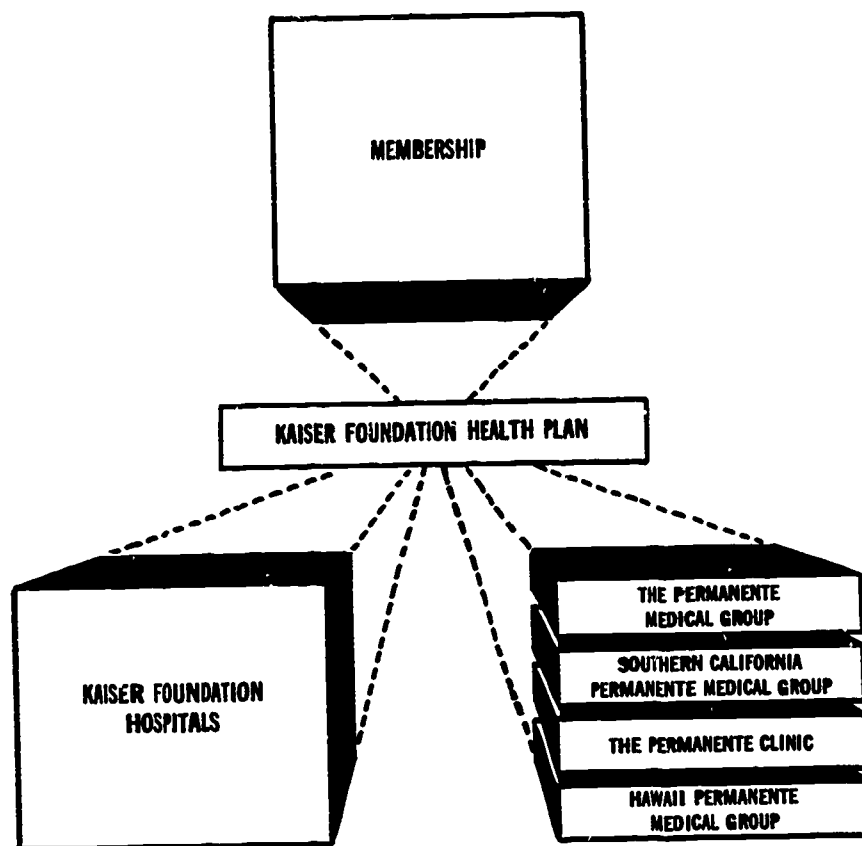 MEMBERSHIP
KAISER FOUNDATION HEALTH PLAN
KAISER FOUNDATION
HOSPITALS
THE PERMANENTE
MEDICAL GROUP
SOUTHERN CALIFORNIA
PERMANENTE MEDICAL GROUP
THE PERMANENTE CLINIC
HAWAII PERMANENTE
MEDICAL GROUP